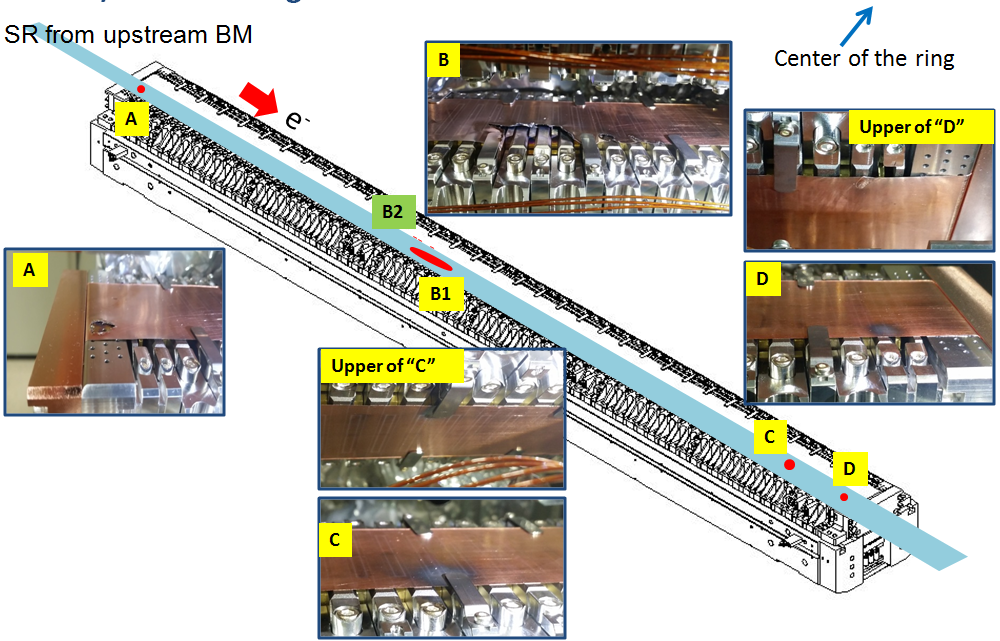 SR from upstream BM
Center of the ring
e-
A
B
Upper of “D”
B2
A
B1
D
Upper of “C”
C
D
C